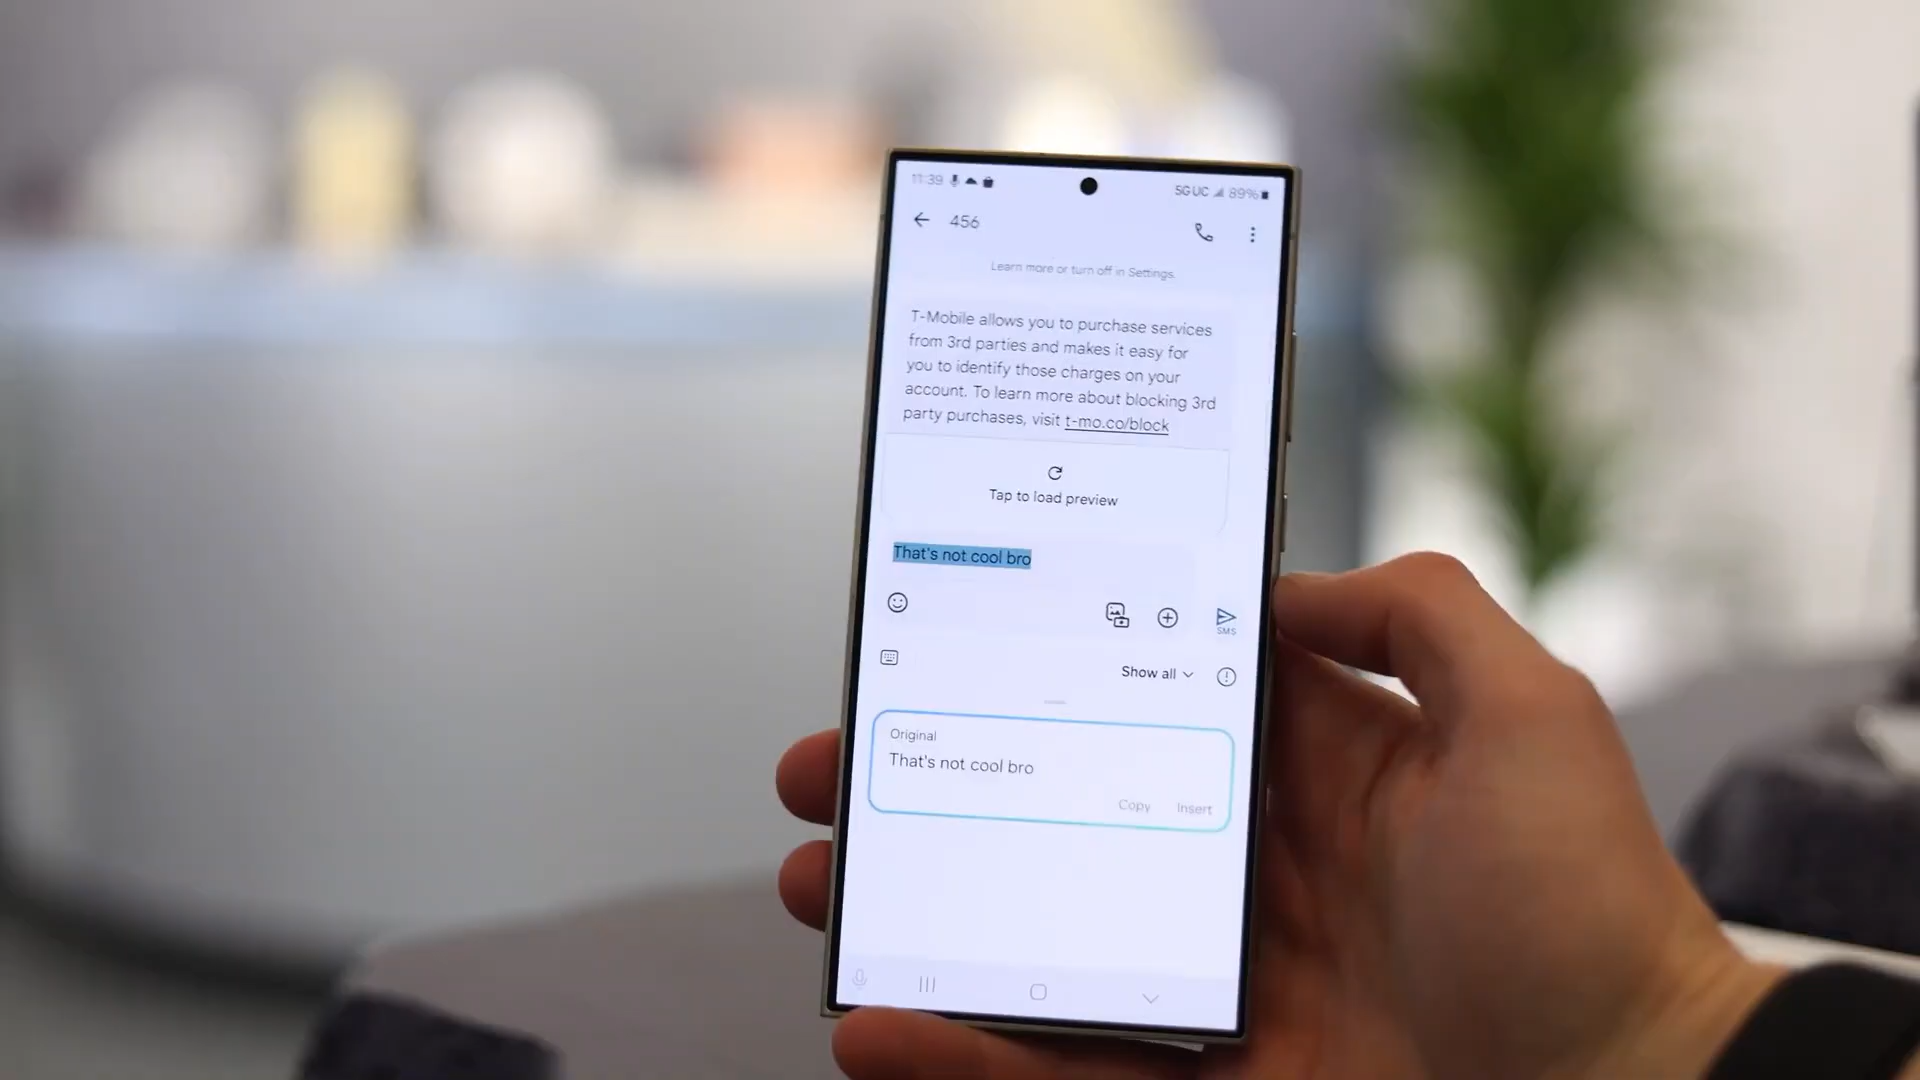 11:39
5G UC 89%
456
Learn more or turn off in Settings.
T-Mobile allows you to purchase services
from 3rd parties and makes it easy for
you to identify those charges on your
account. To learn more about blocking 3rd
party purchases, visit t-mo.co/block
Tap to load preview
That's not cool bro
SMS
Show all
Original
That's not cool bro
Copy Insert